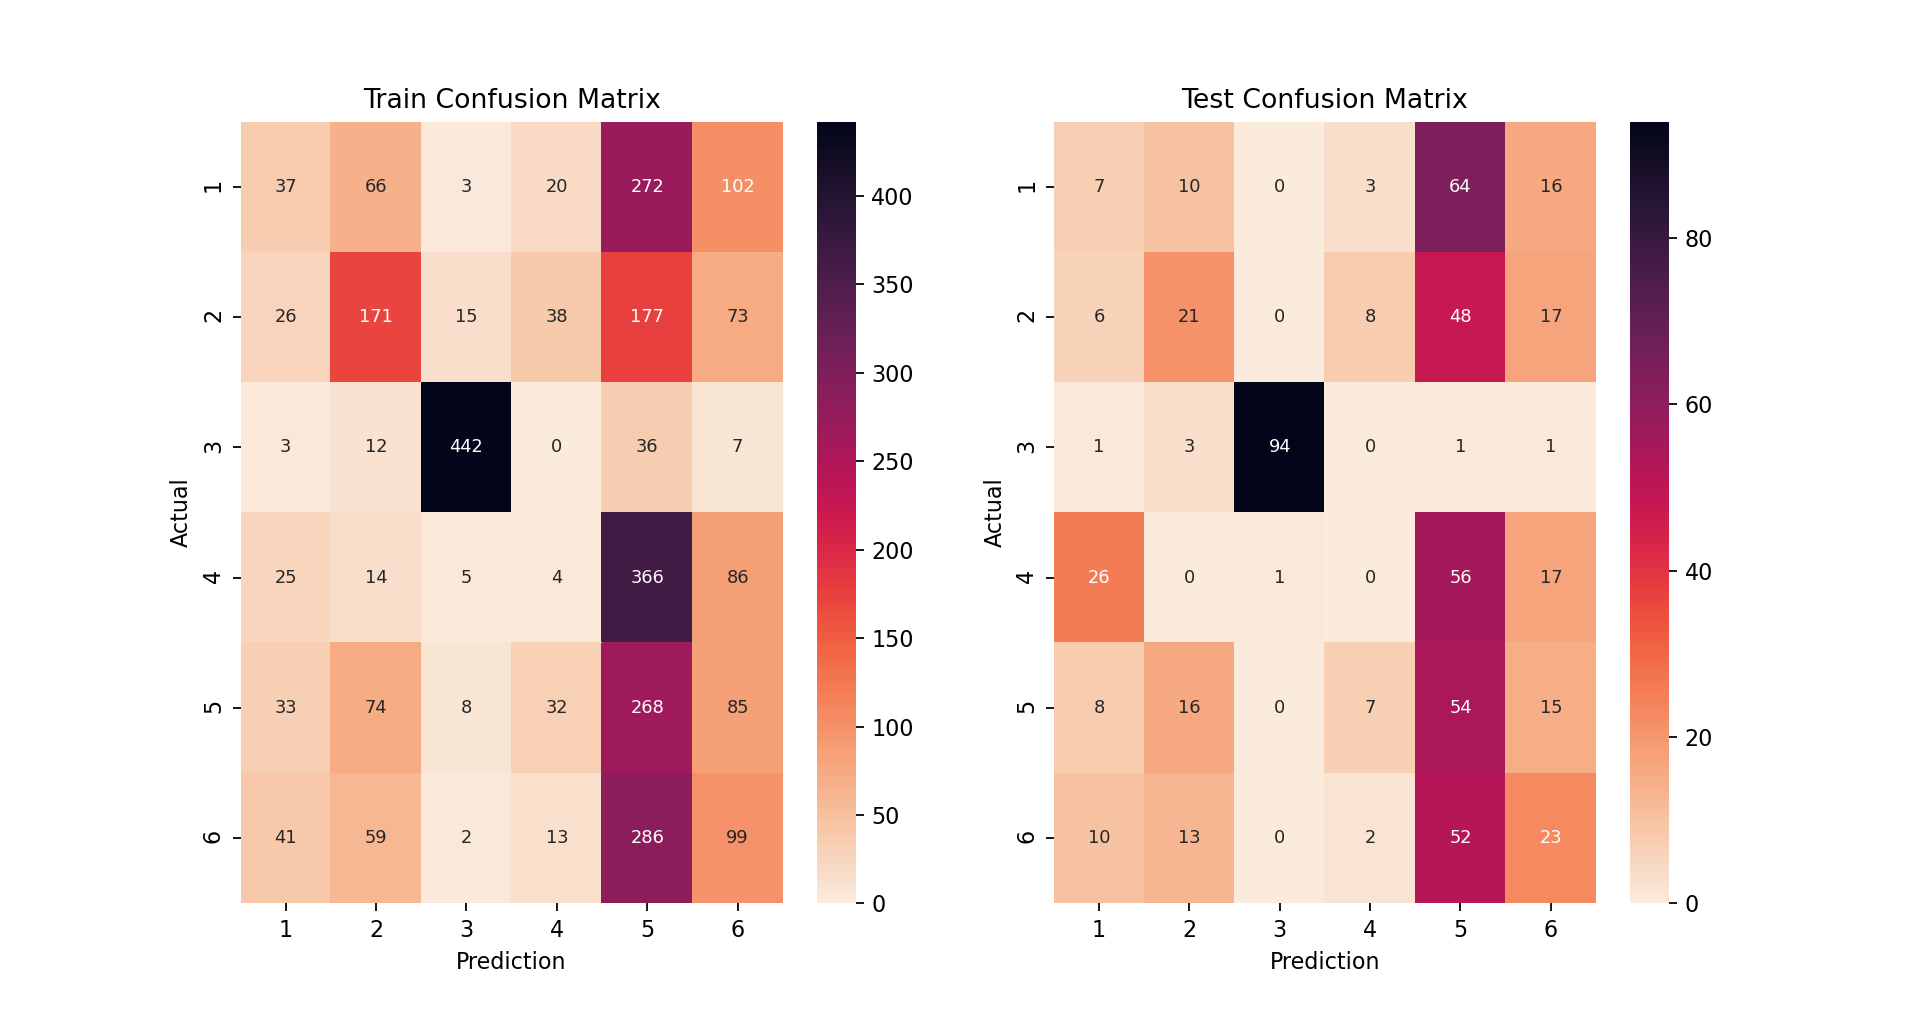 Train Confusion Matrix
1 37 66 3 20 272 102
2 26 171 15 38 177 73
3 3 12 442 0 36 7
4 25 14 5 4 366 86
5 33 74 8 32 268 85
6 41 59 2 13 286 99
1 2 3 4 5 6
Prediction
Actual
400
350
300
250
200
150
100
50
0
Test Confusion Matrix
1 7 10 0 3 64 16
2 6 21 0 8 48 17
3 1 3 94 0 1 1
4 26 0 1 0 56 17
5 8 16 0 7 54 15
6 10 13 0 2 52 23
1 2 3 4 5 6
Prediction
Actual
80
60
40
20
0